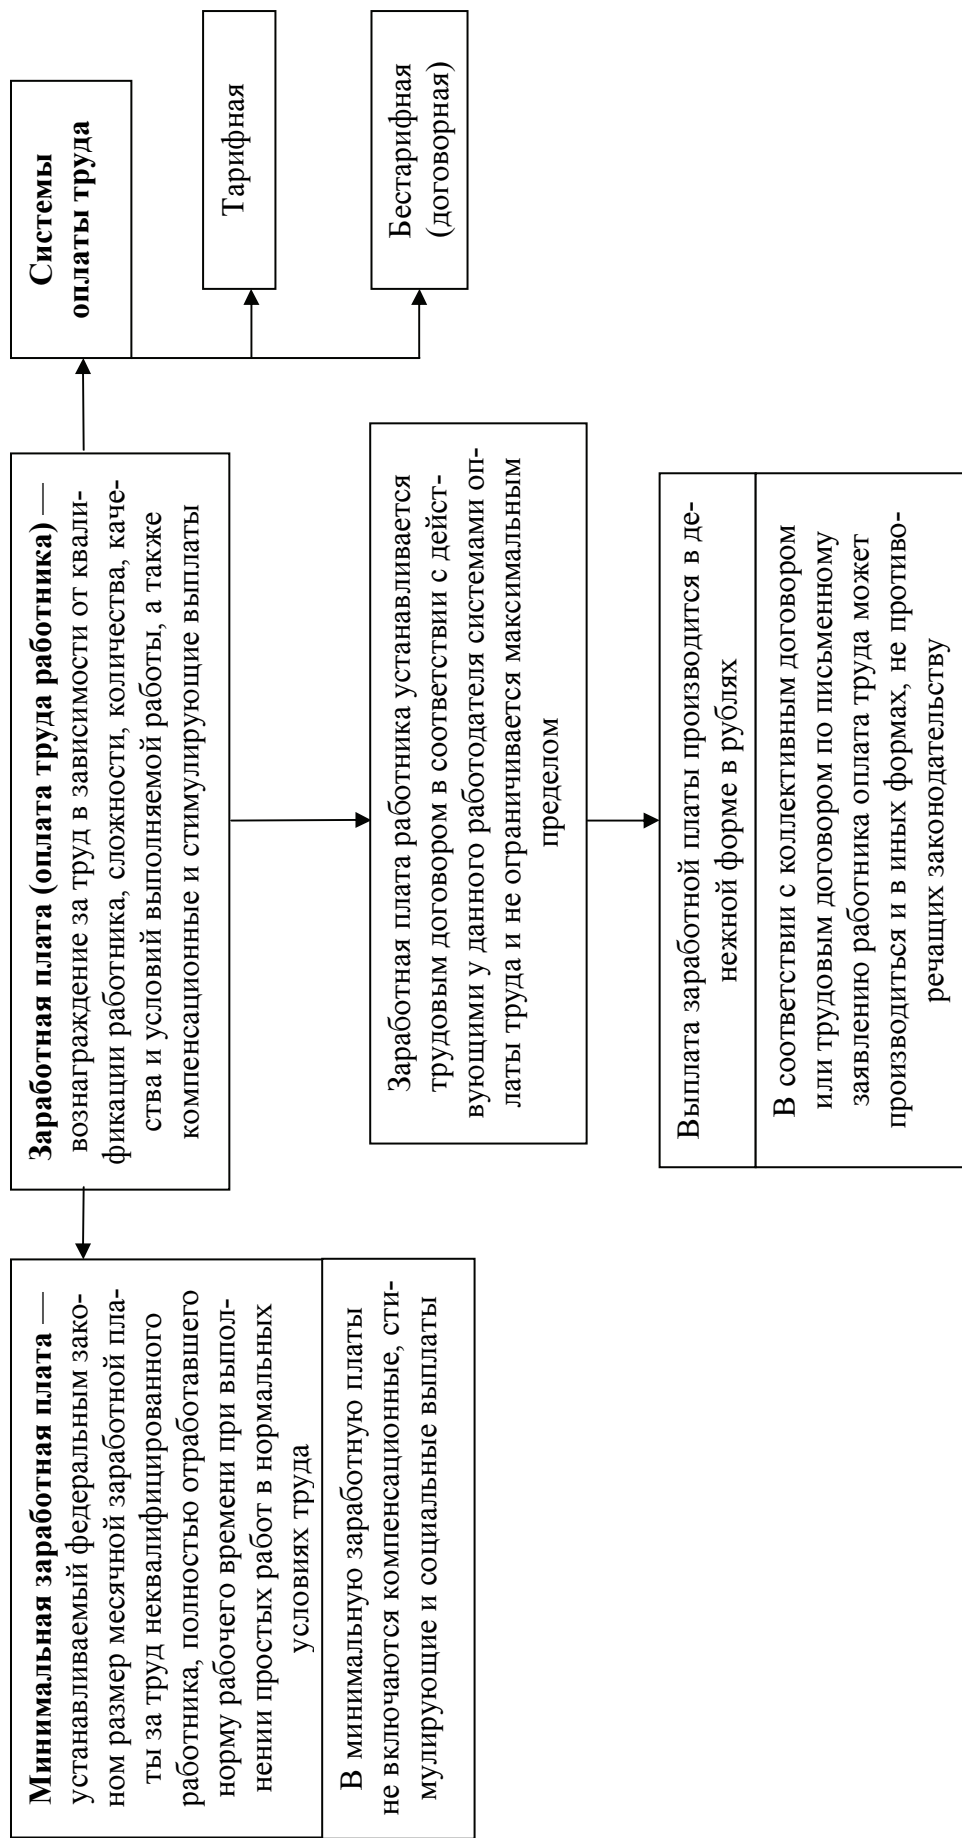 Минимальная заработная плата —
устанавливаемый федеральным зако-
ном размер месячной заработной пла-
ты за труд неквалифицированного
работника, полностью отработавшего
норму рабочего времени при выпол-
нении простых работ в нормальных
условиях труда
В минимальную заработную платы
не включаются компенсационные, сти-
мулирующие и социальные выплаты
Заработная плата (оплата труда работника) —
вознаграждение за труд в зависимости от квали-
фикации работника, сложности, количества, каче-
ства и условий выполняемой работы, а также
компенсационные и стимулирующие выплаты
Заработная плата работника устанавливается
трудовым договором в соответствии с дейст-
вующими у данного работодателя системами оп-
латы труда и не ограничивается максимальным
пределом
Выплата заработной платы производится в де-
нежной форме в рублях
В соответствии с коллективным договором
или трудовым договором по письменному
заявлению работника оплата труда может
производиться и в иных формах, не противо-
речащих законодательству
Системы
оплаты труда
Тарифная
Бестарифная
(договорная)